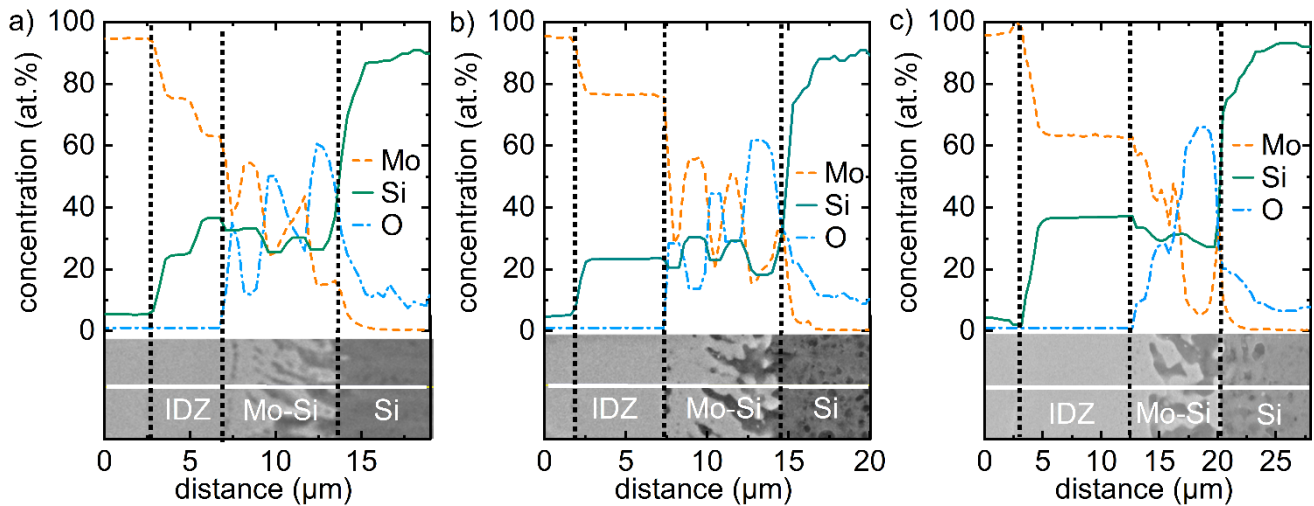 a)
concentration (at.%)
100
80
60
40
20
0
Mo
Si
O
IDZ Mo-Si Si
0 5 10 15
distance (µm)
b)
concentration (at.%)
100
80
60
40
20
0
Mo
Si
O
IDZ Mo-Si Si
0 5 10 15 20
distance (µm)
c)
concentration (at.%)
100
80
60
40
20
0
Mo
Si
O
IDZ Mo-Si Si
0 5 10 15 20 25
distance (µm)